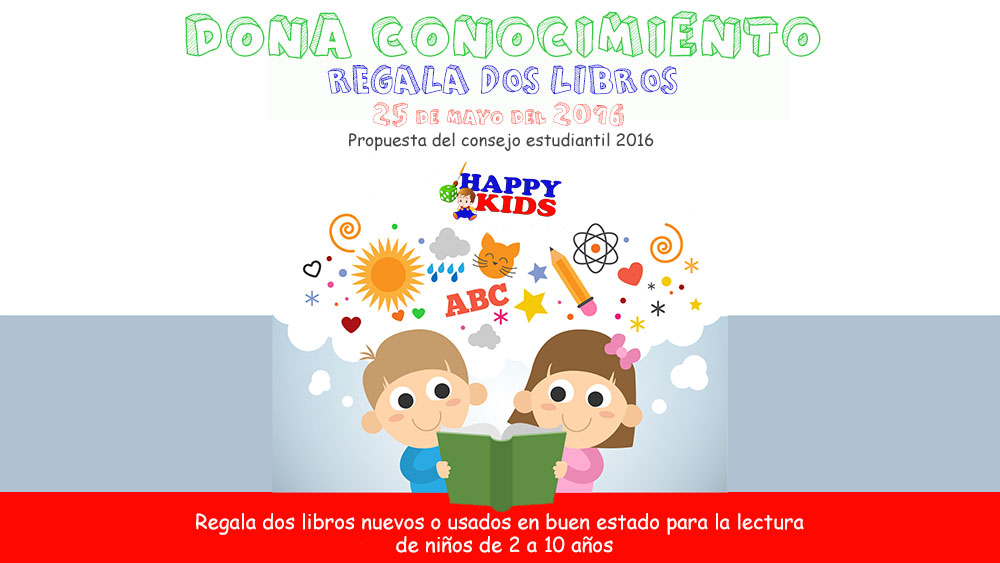 DONA CONOCIMIENTO
REGALA DOS LIBROS
25 DE MAYO DEL 2016
Propuesta del consejo estudiantil 2016
HAPPY
KIDS
ABC
Regala dos libros nuevos o usados en buen estado para la lectura
de niños de 2 a 10 años